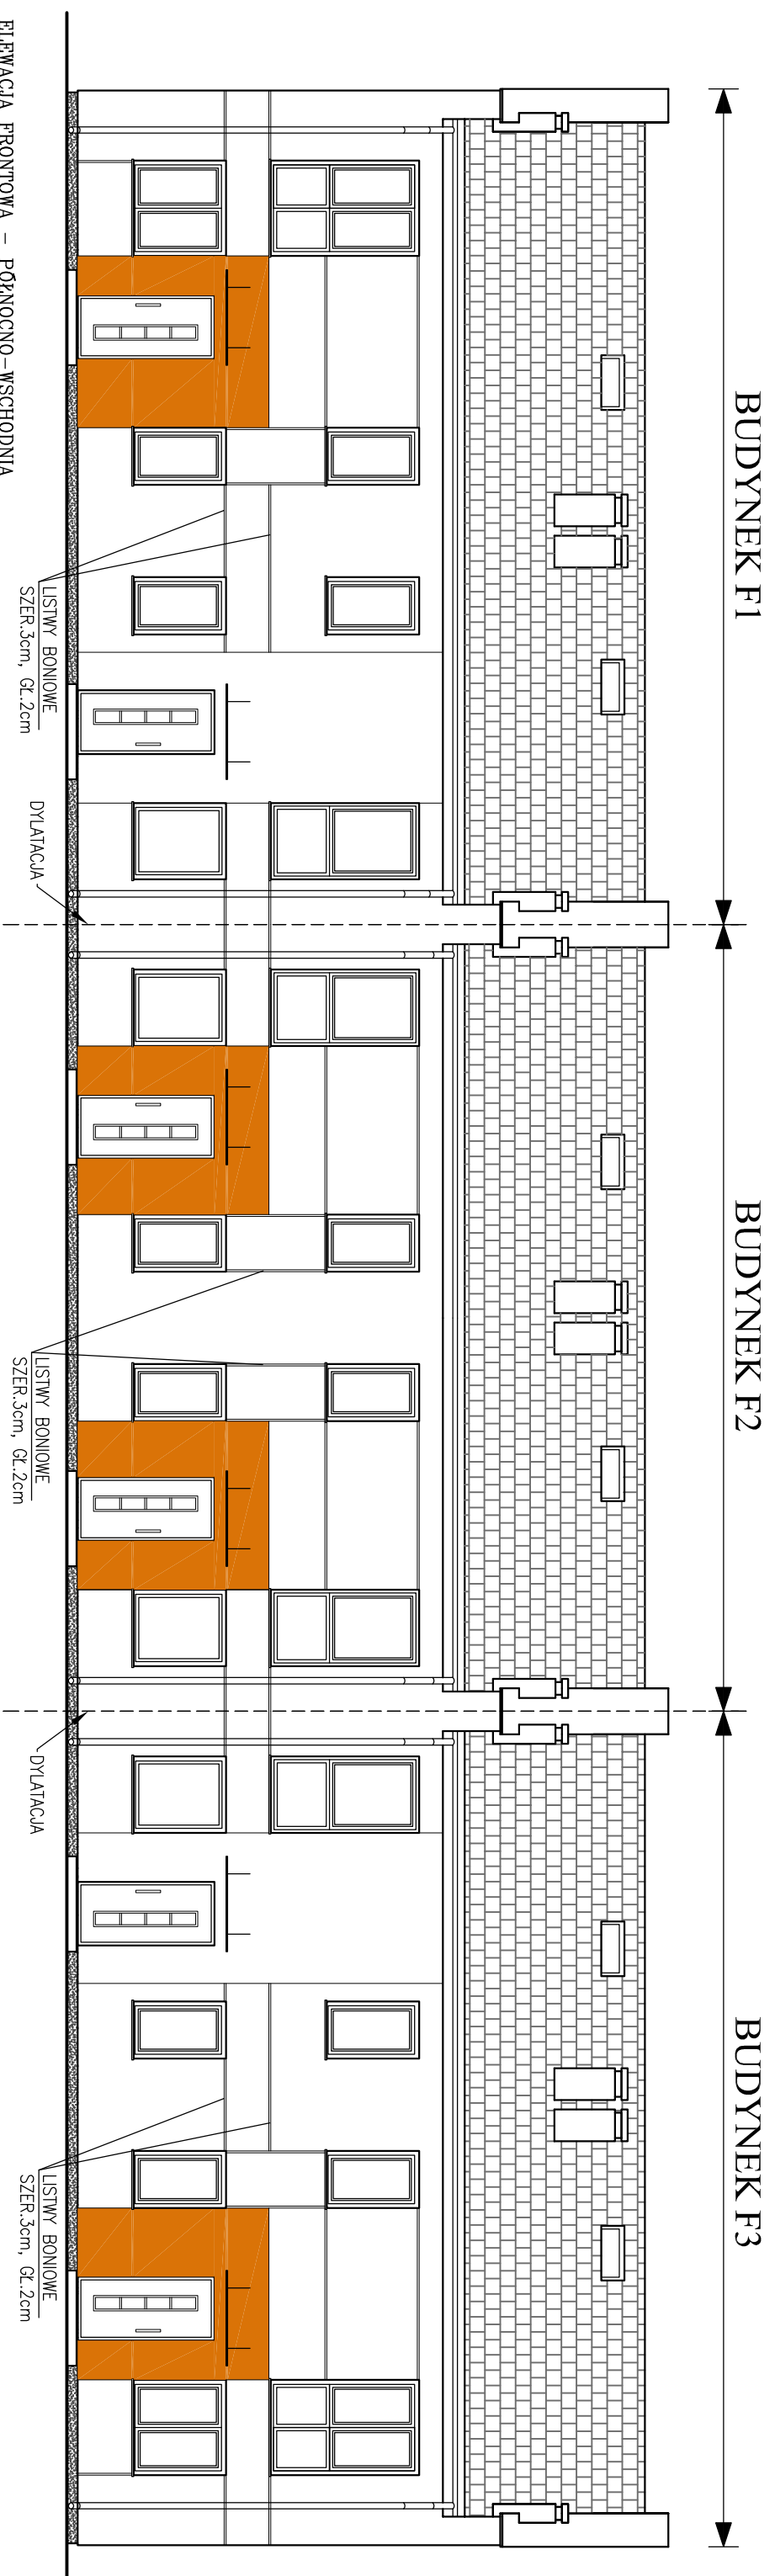 BUDYNEK F1
BUDYNEK F2
BUDYNEK F3
LISTWY BONIOWE
SZER.3cm, GŁ.2cm
DYLATACJA
LISTWY BONIOWE
SZER.3cm, GŁ.2cm
DYLATACJA
LISTWY BONIOWE
SZER.3cm, GŁ.2cm
ELEWACJA FRONTOWA - PÓŁNOCNO-WSCHODNIA